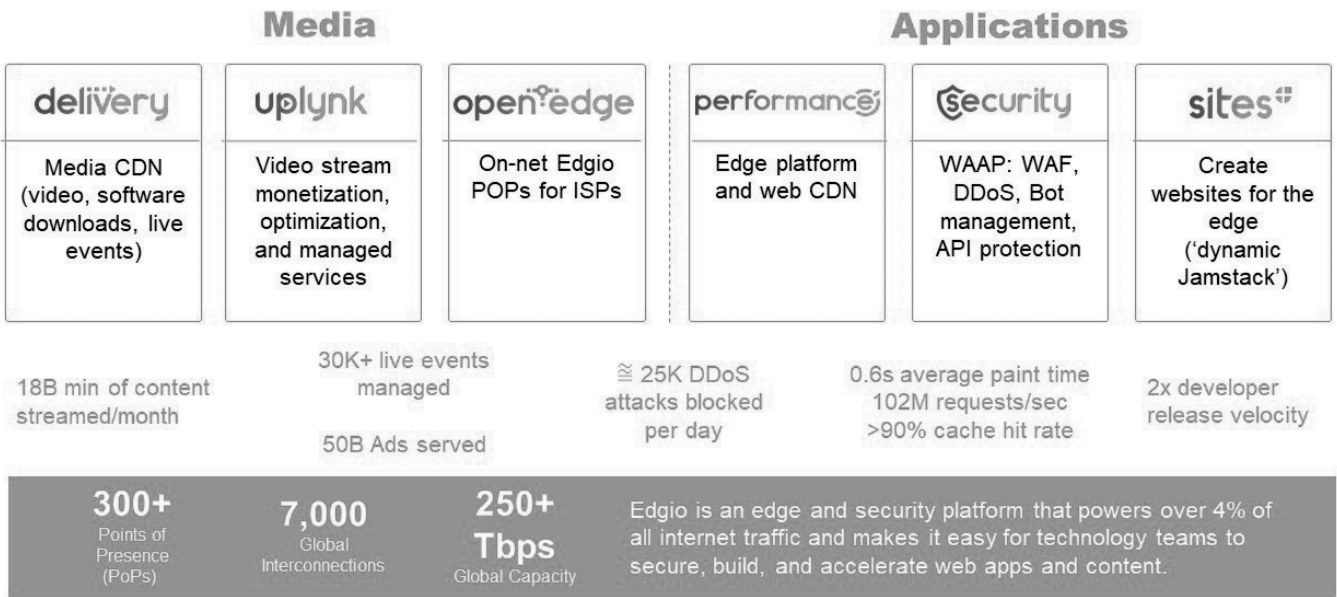 Media
Applications
delivery
Media CDN
(video, software
downloads, live
events)
uplynk
Video stream
monetization,
optimization,
and managed
services
open edge
On-net Edgio
POPs for ISPs
performance
Edge platform
and web CDN
security
WAAP: WAF,
DDoS, Bot
management,
API protection
sites
Create
websites for the
edge
(‘dynamic
Jamstack’)
18B min of content
streamed/month
30K+ live events
managed
50B Ads served
≅ 25K DDoS
attacks blocked
per day
0.6s average paint time
102M requests/sec
>90% cache hit rate
2x developer
release velocity
300+
Points of
Presence
(PoPs)
7,000
Global
Interconnections
250+
Tbps
Global Capacity
Edgio is an edge and security platform that powers over 4% of
all internet traffic and makes it easy for technology teams to
secure, build, and accelerate web apps and content.